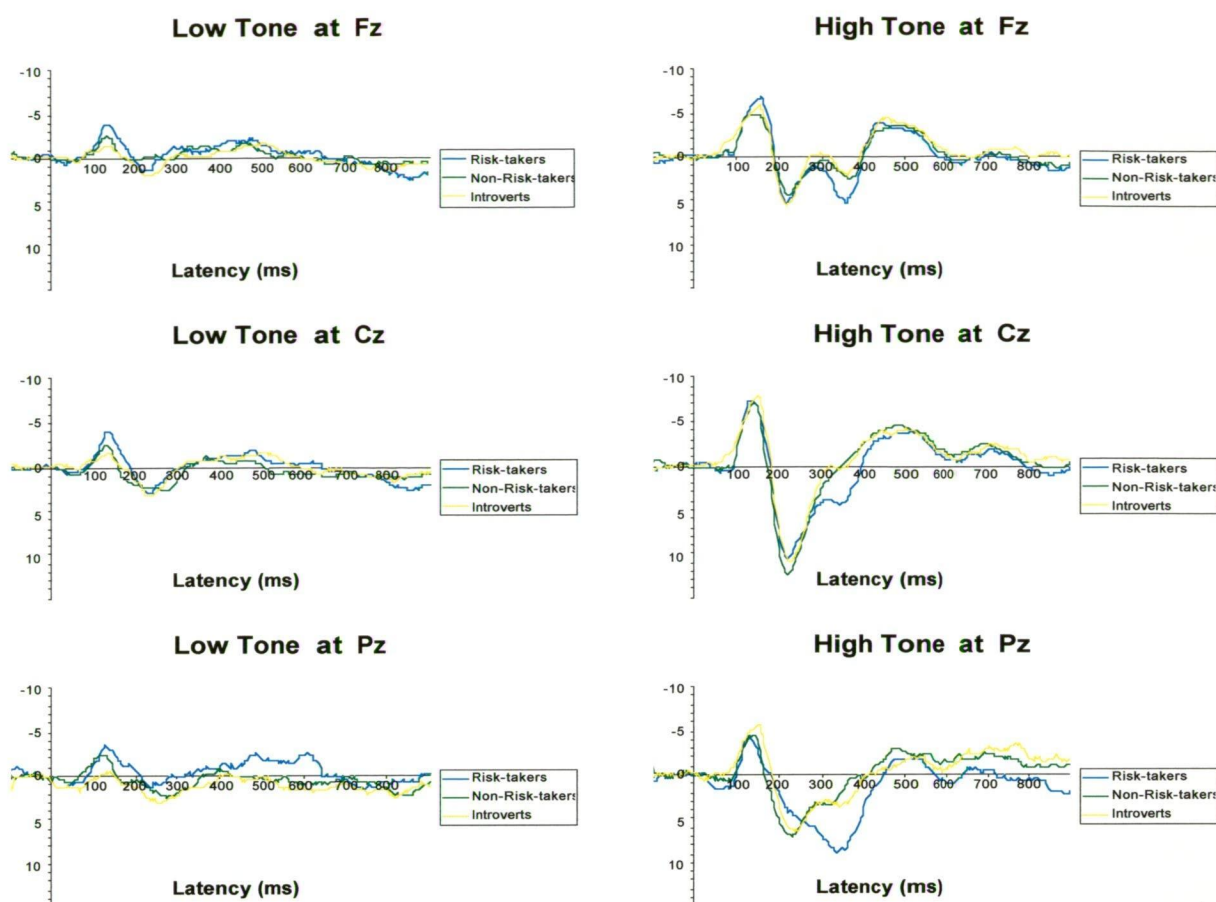 Low Tone at Fz
-10
-5
0
5
10
100 200 300 400 500 600 700 800
Risk-takers
Non-Risk-takers
Introverts
Latency (ms)
High Tone at Fz
-10
-5
0
5
10
100 200 300 400 500 600 700 800
Risk-takers
Non-Risk-takers
Introverts
Latency (ms)
Low Tone at Cz
-10
-5
0
5
10
100 200 300 400 500 600 700 800
Risk-takers
Non-Risk-takers
Introverts
Latency (ms)
High Tone at Cz
-10
-5
0
5
10
100 200 300 400 500 600 700 800
Risk-takers
Non-Risk-takers
Introverts
Latency (ms)
Low Tone at Pz
-10
-5
0
5
10
100 200 300 400 500 600 700 800
Risk-takers
Non-Risk-takers
Introverts
Latency (ms)
High Tone at Pz
-10
-5
0
5
10
100 200 300 400 500 600 700 800
Risk-takers
Non-Risk-takers
Introverts
Latency (ms)